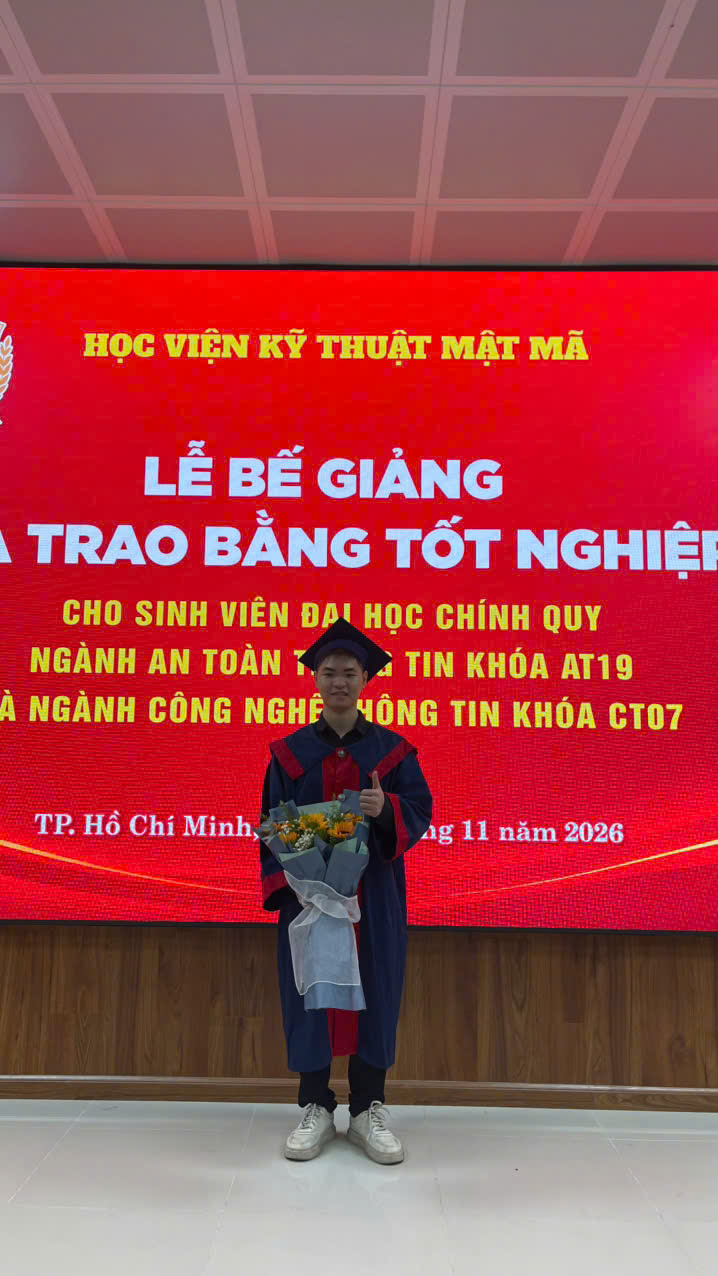 HỌC VIỆN KỸ THUẬT MẬT MÃ
LỄ BẾ GIẢNG
TRAO BẰNG TỐT NGHIỆP
CHO SINH VIÊN ĐẠI HỌC CHÍNH QUY
NGÀNH AN TOÀN TIN KHÓA AT19
NGÀNH CÔNG NGHỆ THÔNG TIN KHÓA CT07
TP. Hồ Chí Minh, 11 năm 2026